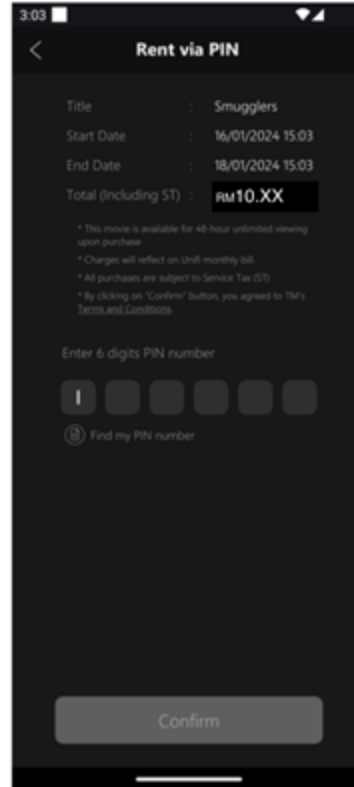 3:03
Rent via PIN
Title : Smugglers
Start Date : 16/01/2024 15:03
End Date : 18/01/2024 15:03
Total (Including ST) : RM10.XX
* This movie is available for 48-hour unlimited viewing
upon purchase
* Charges will reflect on Unifi monthly bill.
* All purchases are subject to Service Tax (ST)
* By clicking on "Confirm" button, you agreed to TM's
Terms and Conditions.
Enter 6 digits PIN number
Find my PIN number
Confirm